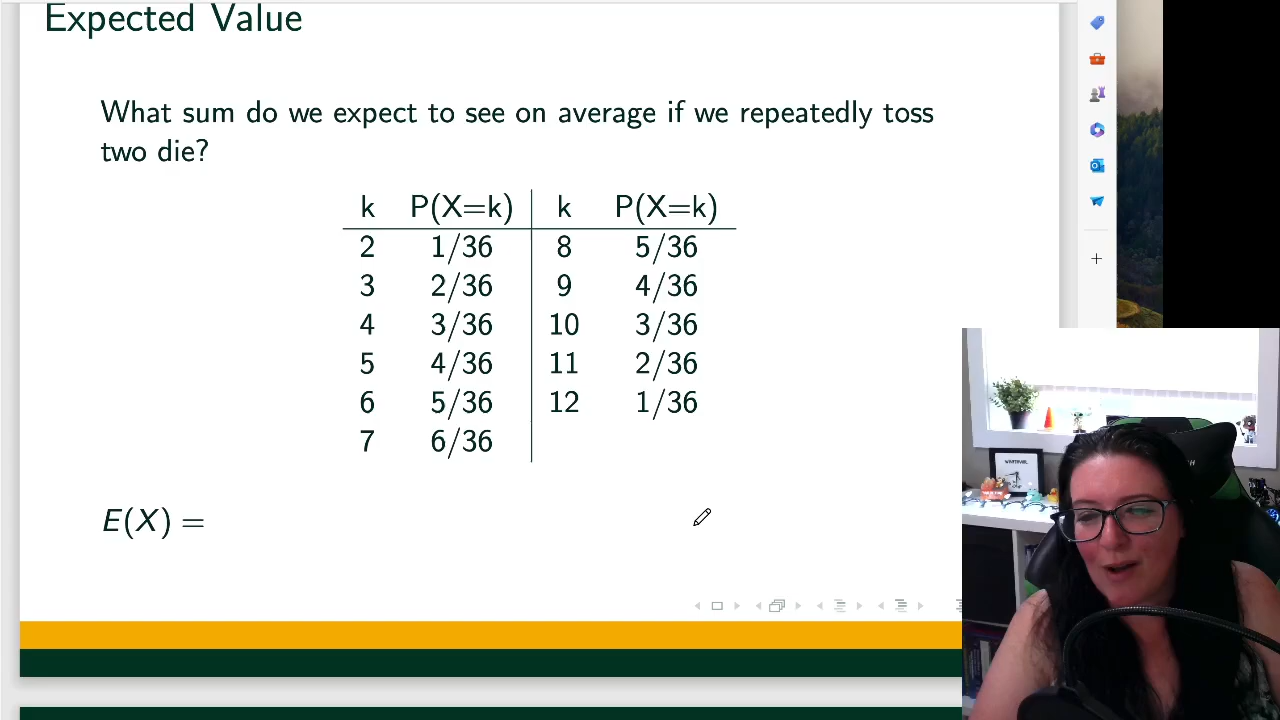 Expected Value
What sum do we expect to see on average if we repeatedly toss
two die?
k P(X=k) k P(X=k)
2 1/36 8 5/36
3 2/36 9 4/36
4 3/36 10 3/36
5 4/36 11 2/36
6 5/36 12 1/36
7 6/36
E(X) =